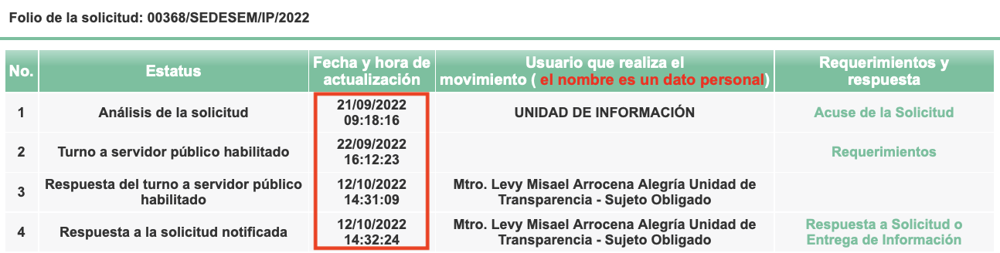 Folio de la solicitud: 00368/SEDESEM/IP/2022
No.
Estatus
Fecha y hora de
actualización
Usuario que realiza el
movimiento ( el nombre es un dato personal)
Requerimientos y
respuesta
1
Análisis de la solicitud
21/09/2022
09:18:16
UNIDAD DE INFORMACIÓN
Acuse de la Solicitud
2
Turno a servidor público habilitado
22/09/2022
16:12:23
Requerimientos
3
Respuesta del turno a servidor público
habilitado
12/10/2022
14:31:09
Mtro. Levy Misael Arrocena Alegría Unidad de
Transparencia - Sujeto Obligado
4
Respuesta a la solicitud notificada
12/10/2022
14:32:24
Mtro. Levy Misael Arrocena Alegría Unidad de
Transparencia - Sujeto Obligado
Respuesta a Solicitud o
Entrega de Información